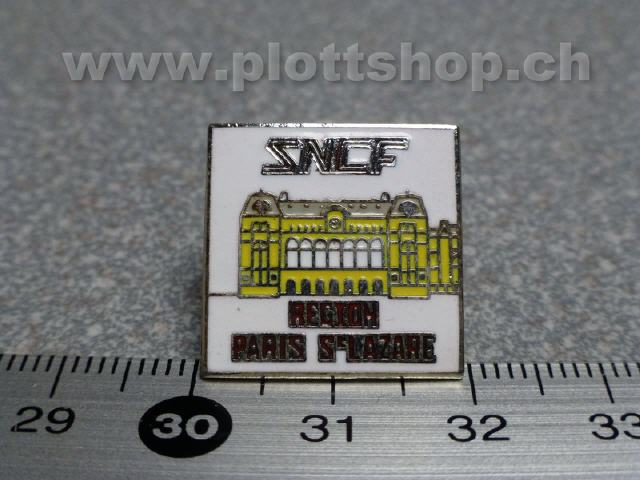 www.plottshop.ch
SNCF
REGION
PARIS St LAZARE
29 30 31 32 33